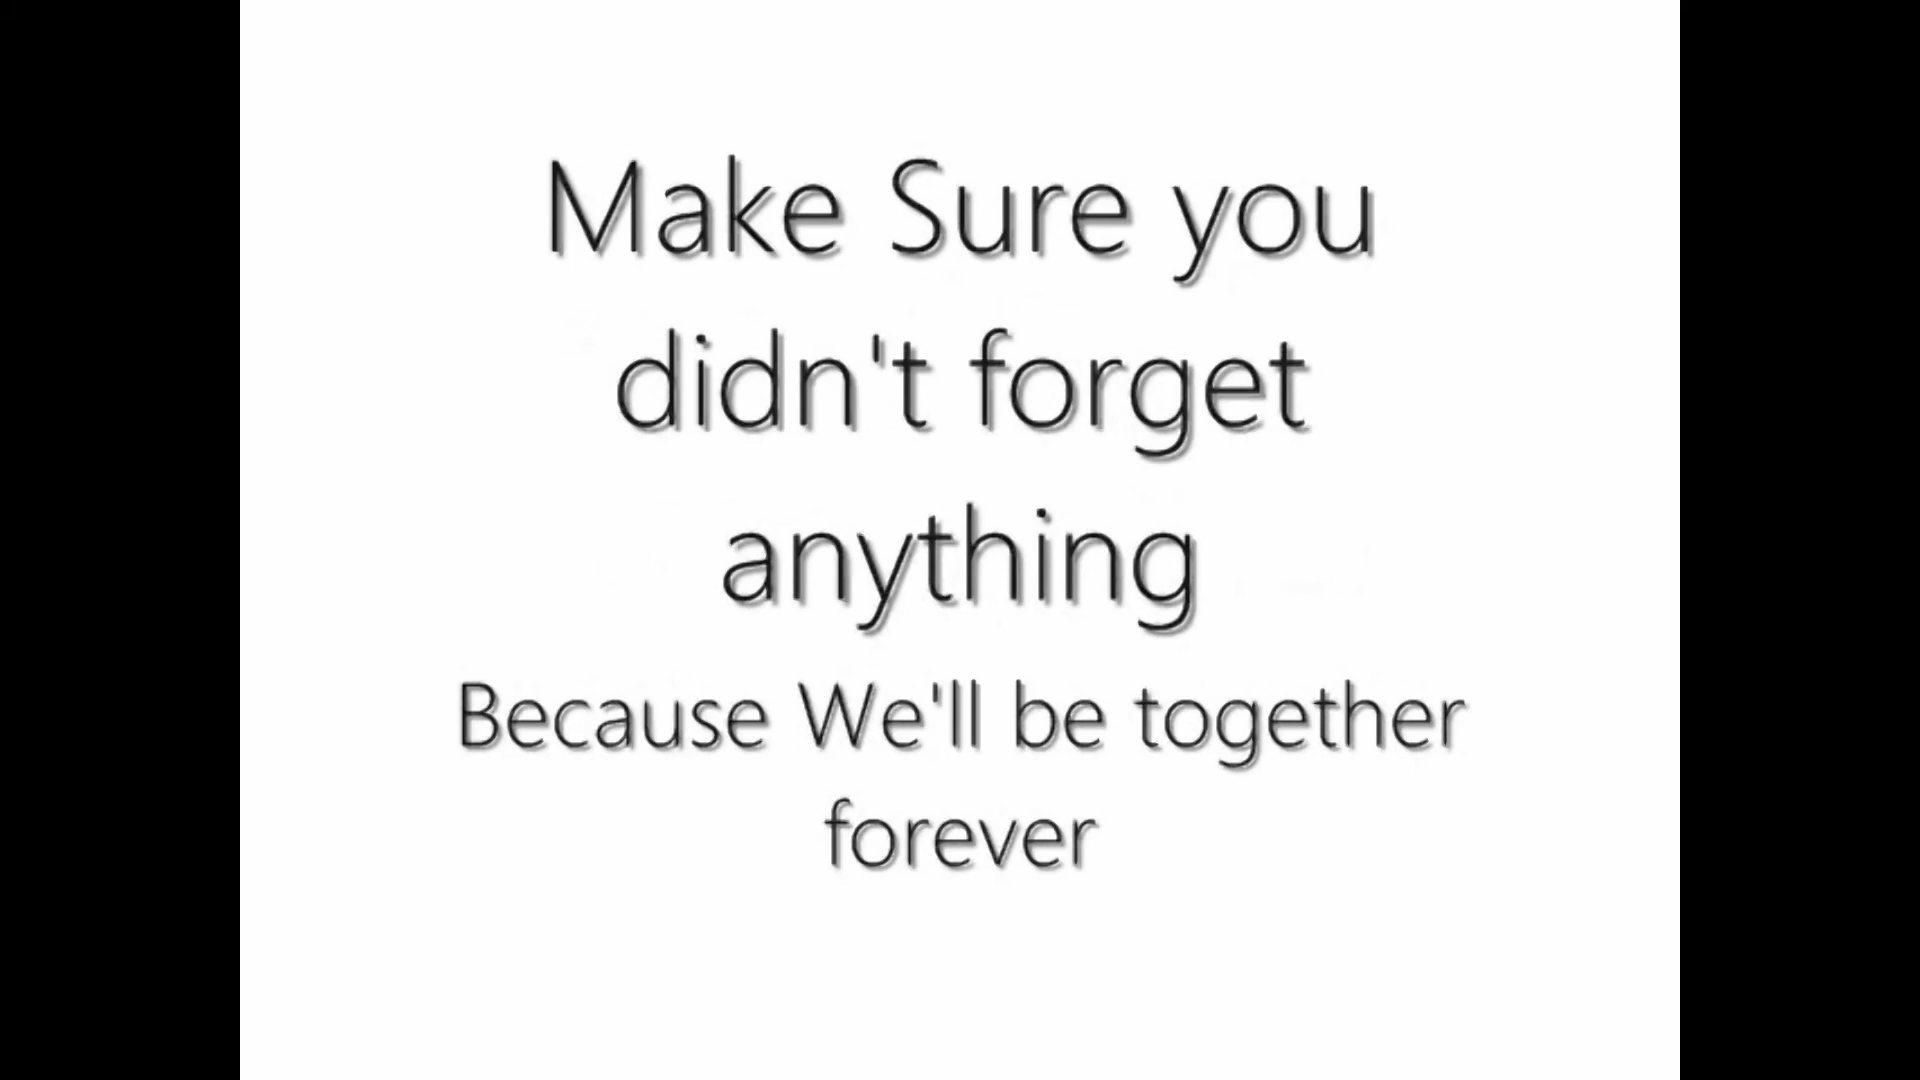 Make Sure you
didn't forget
anything
Because We'll be together
forever